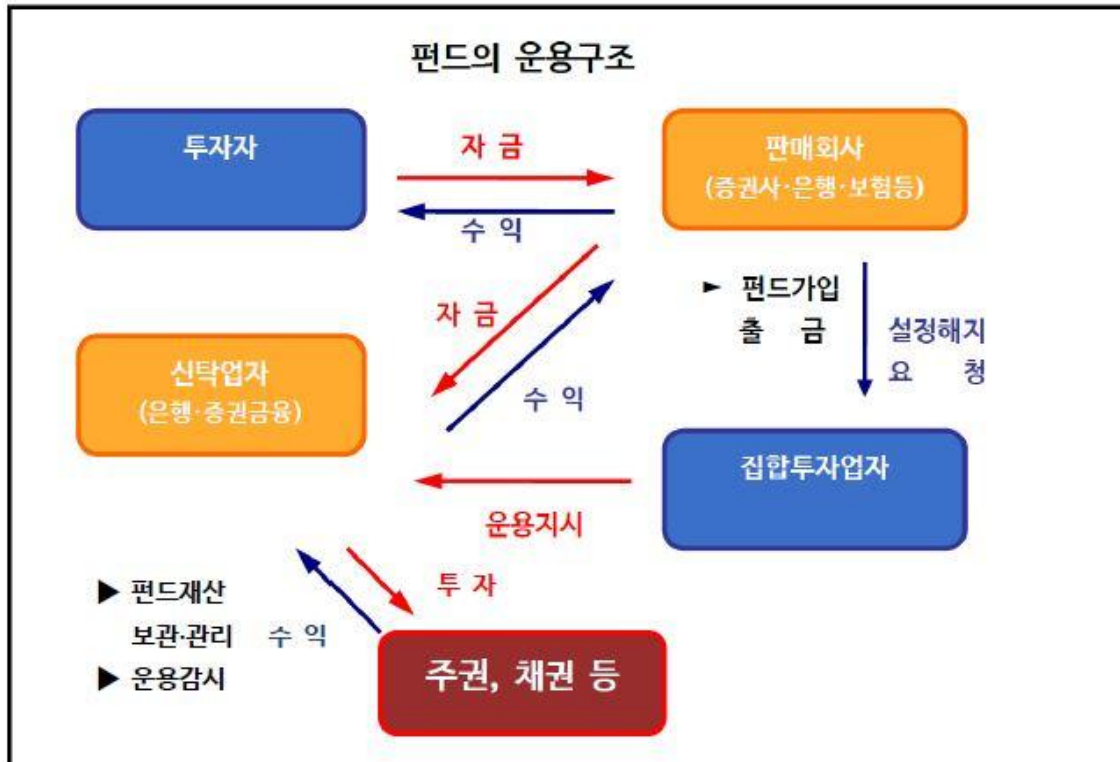 펀드의 운용구조
투자자
자 금
판매회사
(증권사·은행·보험등)
수 익
► 펀드가입
출 금
설정해지
요 청
자 금
수 익
신탁업자
(은행·증권금융)
집합투자업자
운용지시
투 자
▶ 펀드재산
보관·관리
수 익
▶ 운용감시
주권, 채권 등